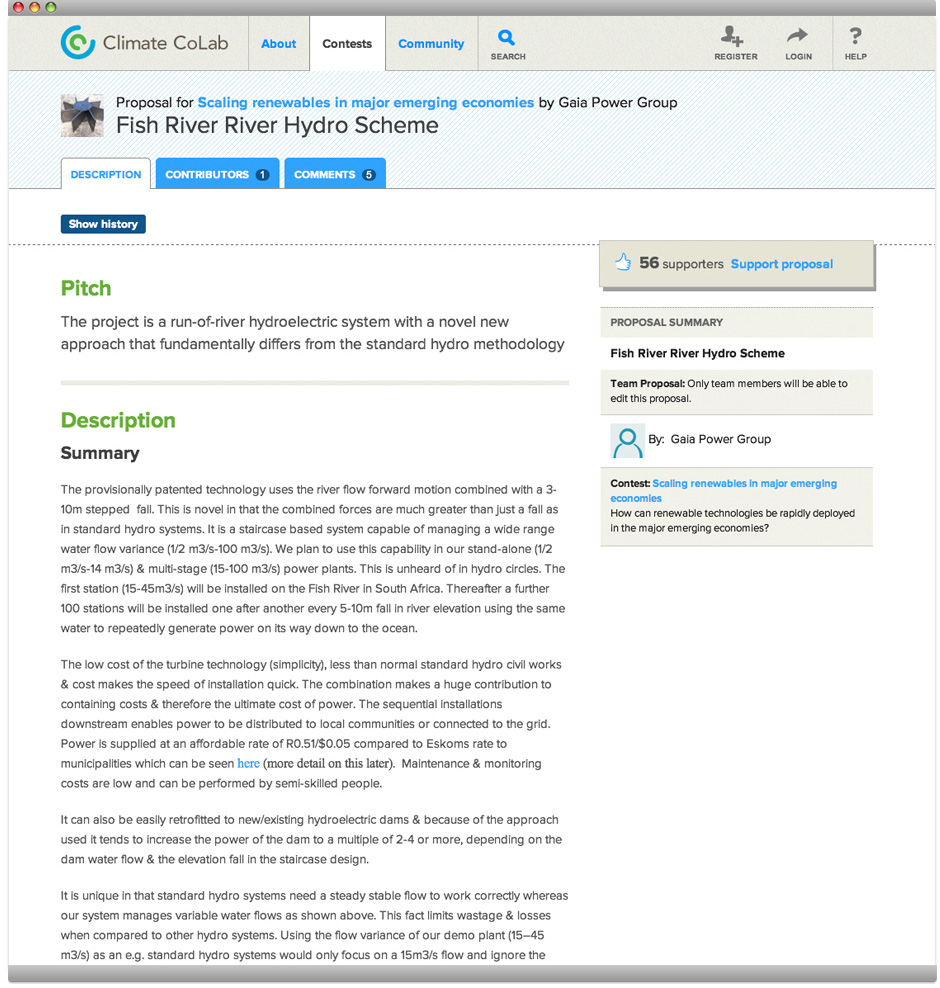 Climate CoLab
About
Contests
Community
SEARCH
REGISTER
LOGIN
HELP
Proposal for Scaling renewables in major emerging economies by Gaia Power Group
Fish River River Hydro Scheme
DESCRIPTION
CONTRIBUTORS 1
COMMENTS 5
Show history
56 supporters Support proposal
Pitch
The project is a run-of-river hydroelectric system with a novel new
approach that fundamentally differs from the standard hydro methodology
Description
Summary
The provisionally patented technology uses the river flow forward motion combined with a 3-
10m stepped fall. This is novel in that the combined forces are much greater than just a fall as
in standard hydro systems. It is a staircase based system capable of managing a wide range
water flow variance (1/2 m3/s-100 m3/s). We plan to use this capability in our stand-alone (1/2
m3/s-14 m3/s) & multi-stage (15-100 m3/s) power plants. This is unheard of in hydro circles. The
first station (15-45m3/s) will be installed on the Fish River in South Africa. Thereafter a further
100 stations will be installed one after another every 5-10m fall in river elevation using the same
water to repeatedly generate power on its way down to the ocean.
The low cost of the turbine technology (simplicity), less than normal standard hydro civil works
& cost makes the speed of installation quick. The combination makes a huge contribution to
containing costs & therefore the ultimate cost of power. The sequential installations
downstream enables power to be distributed to local communities or connected to the grid.
Power is supplied at an affordable rate of R0.51/$0.05 compared to Eskoms rate to
municipalities which can be seen here (more detail on this later). Maintenance & monitoring
costs are low and can be performed by semi-skilled people.
It can also be easily retrofitted to new/existing hydroelectric dams & because of the approach
used it tends to increase the power of the dam to a multiple of 2-4 or more, depending on the
dam water flow & the elevation fall in the staircase design.
It is unique in that standard hydro systems need a steady stable flow to work correctly whereas
our system manages variable water flows as shown above. This fact limits wastage & losses
when compared to other hydro systems. Using the flow variance of our demo plant (15–45
m3/s) as an e.g. standard hydro systems would only focus on a 15m3/s flow and ignore the
PROPOSAL SUMMARY
Fish River River Hydro Scheme
Team Proposal: Only team members will be able to
edit this proposal.
By: Gaia Power Group
Contest: Scaling renewables in major emerging
economies
How can renewable technologies be rapidly deployed
in the major emerging economies?